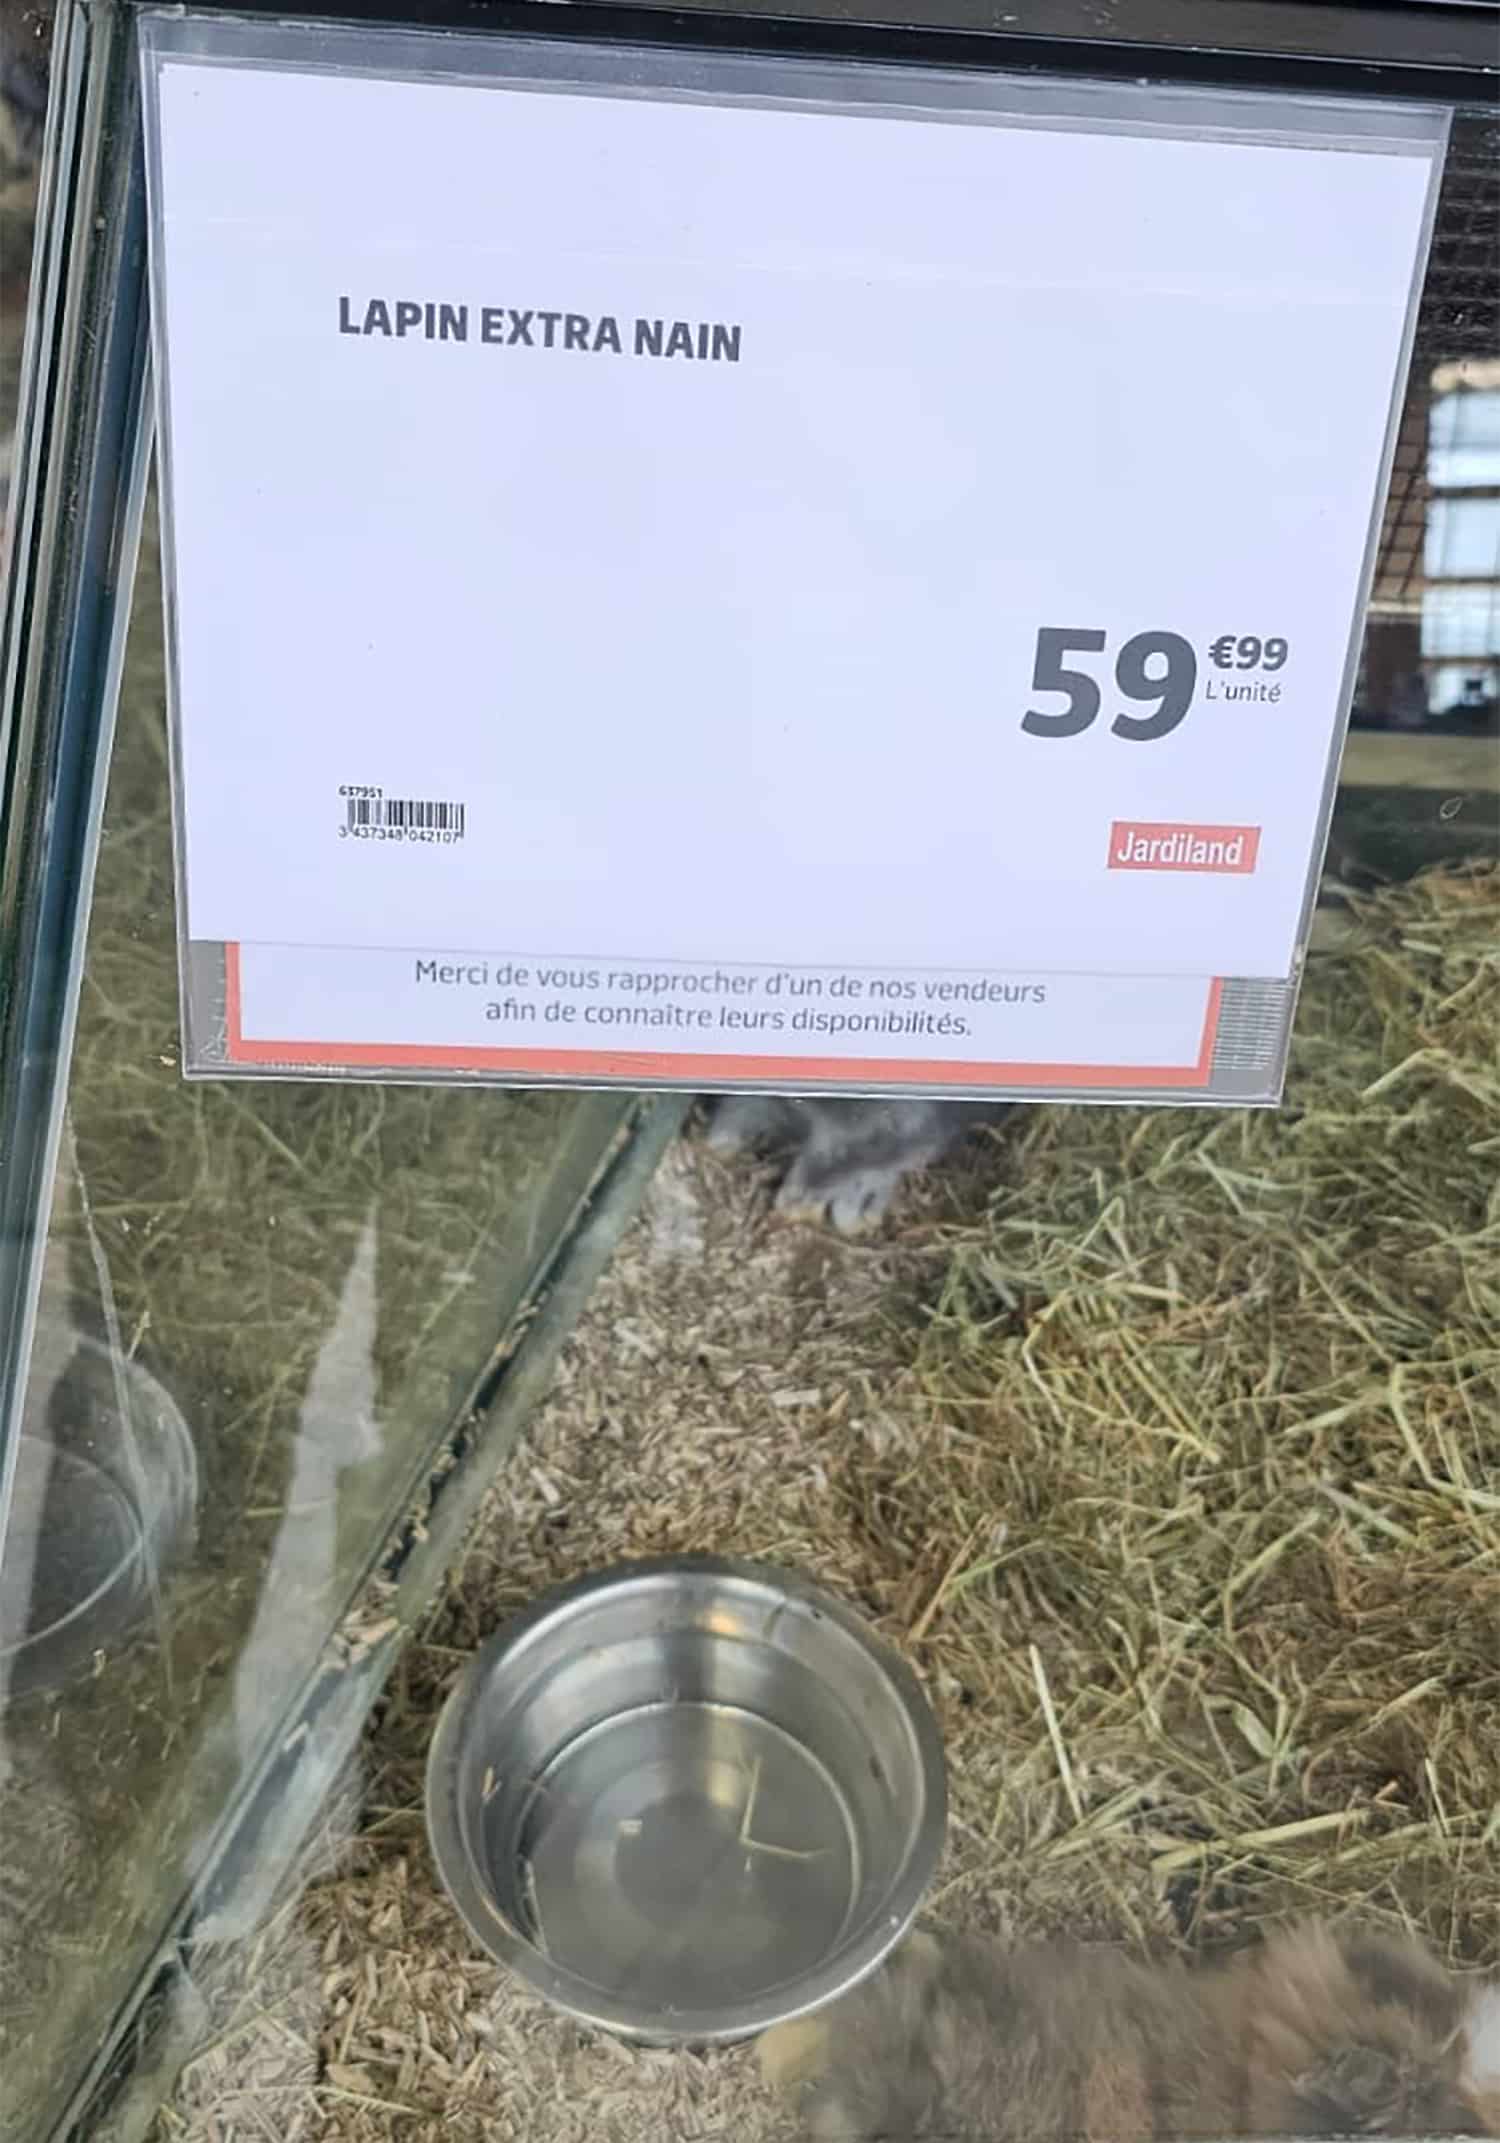 LAPIN EXTRA NAIN
59 €99
L'unité
637951
3 437348 042107
Jardiland
Merci de vous rapprocher d'un de nos vendeurs
afin de connaître leurs disponibilités.